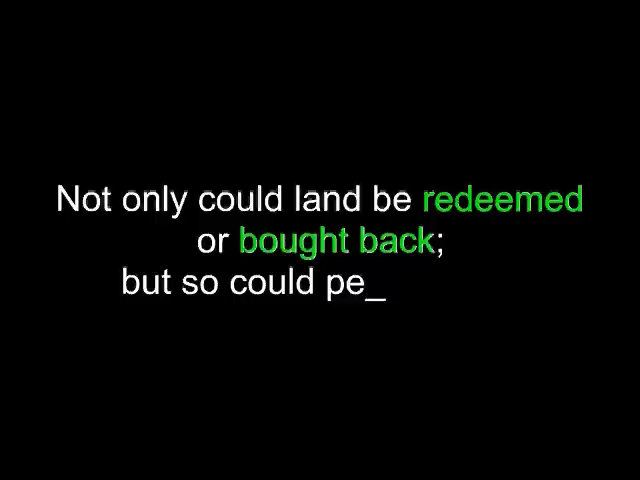 Not only could land be redeemed
or bought back;
but so could pe_